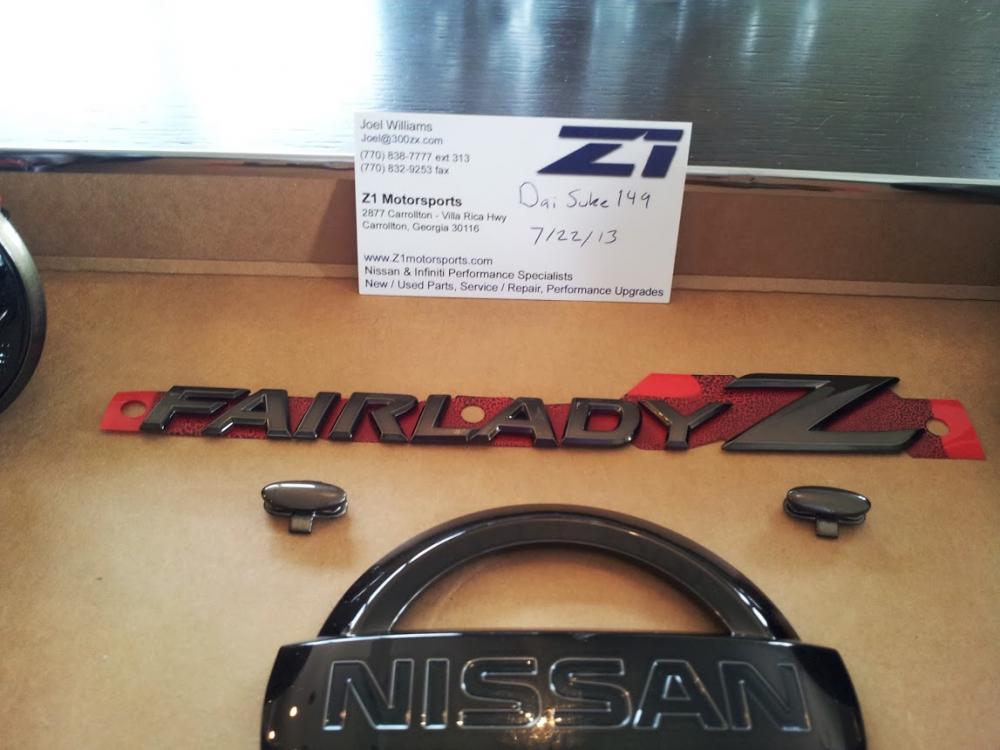 Joel Williams
Joel@300zx.com
(770) 838-7777 ext 313
(770) 832-9253 fax
Z1
Z1 Motorsports
2877 Carrollton - Villa Rica Hwy
Carrollton, Georgia 30116
Dai Suke 149
7/22/13
www.Z1motorsports.com
Nissan & Infiniti Performance Specialists
New / Used Parts, Service / Repair, Performance Upgrades
FAIRLADY Z
NISSAN